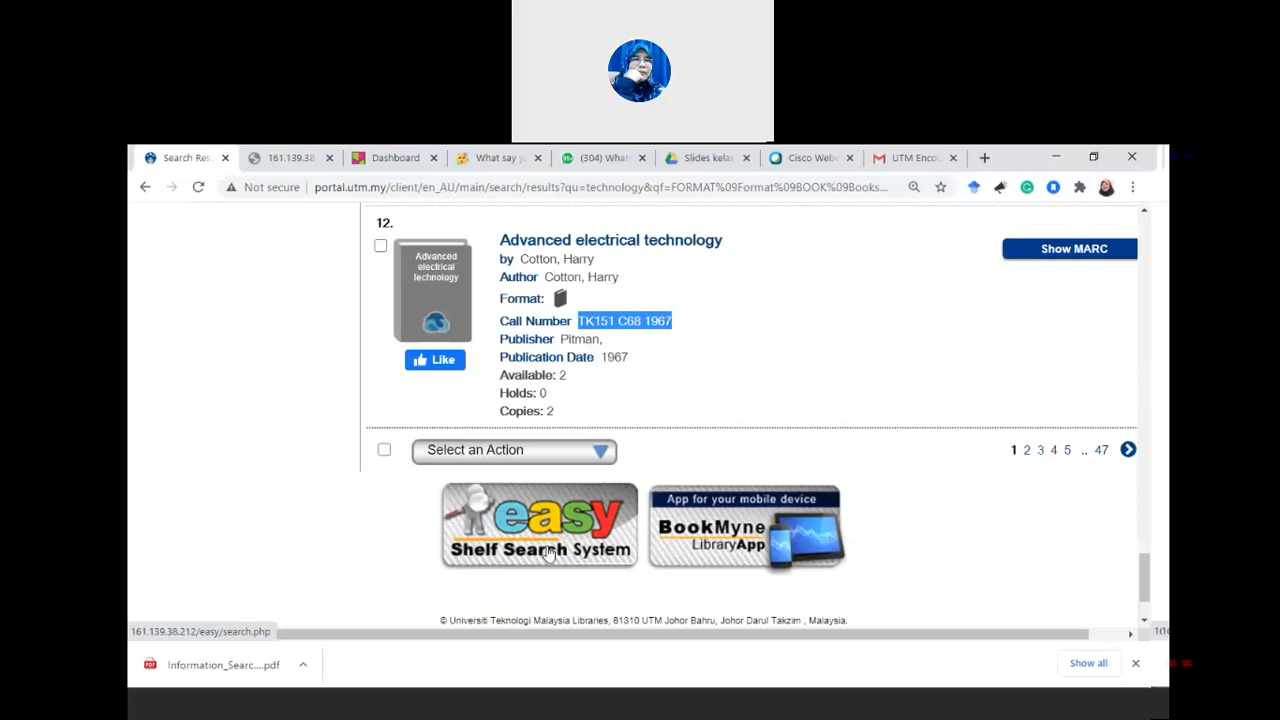 Search Res
161.139.38.
Dashboard
What say y
(304) What
Slides kela
Cisco Web
UTM Enco
Not secure
portal.utm.my/client/en_AU/main/search/results?qu=technology&qf=FORMAT%09Format%09BOOK%09Books...
12.
Advanced electrical technology
Advanced electrical technology
by Cotton, Harry
Author Cotton, Harry
Format:
Call Number TK151 C68 1967
Publisher Pitman,
Publication Date 1967
Available: 2
Holds: 0
Copies: 2
Like
Show MARC
Select an Action
1 2 3 4 5 .. 47
easy
Shelf Search System
App for your mobile device
BookMyne
LibraryApp
© Universiti Teknologi Malaysia Libraries, 81310 UTM Johor Bahru, Johor Darul Takzim , Malaysia.
161.139.38.212/easy/search.php
Information_Searc....pdf
Show all